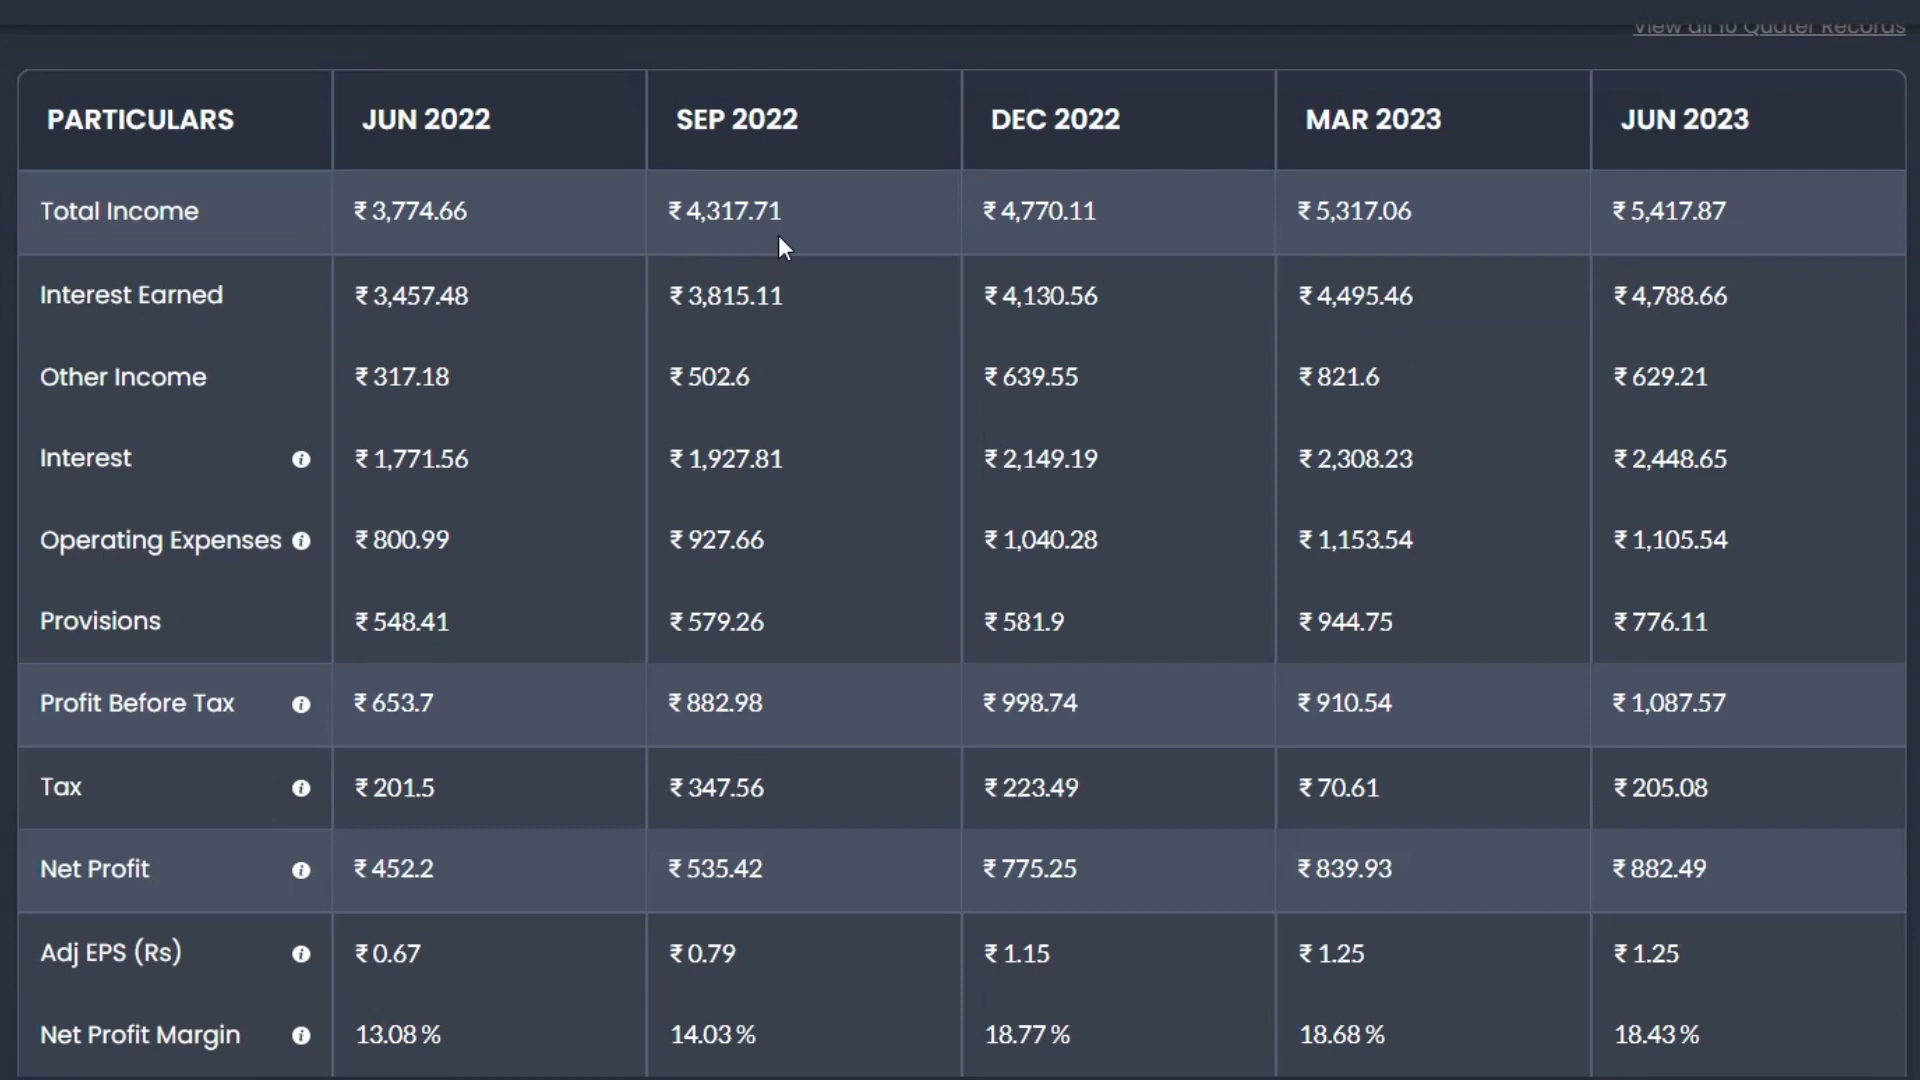 View all 10 Quater Records
PARTICULARS JUN 2022 SEP 2022 DEC 2022 MAR 2023 JUN 2023
Total Income ₹ 3,774.66 ₹ 4,317.71 ₹ 4,770.11 ₹ 5,317.06 ₹ 5,417.87
Interest Earned ₹ 3,457.48 ₹ 3,815.11 ₹ 4,130.56 ₹ 4,495.46 ₹ 4,788.66
Other Income ₹ 317.18 ₹ 502.6 ₹ 639.55 ₹ 821.6 ₹ 629.21
Interest ₹ 1,771.56 ₹ 1,927.81 ₹ 2,149.19 ₹ 2,308.23 ₹ 2,448.65
Operating Expenses ₹ 800.99 ₹ 927.66 ₹ 1,040.28 ₹ 1,153.54 ₹ 1,105.54
Provisions ₹ 548.41 ₹ 579.26 ₹ 581.9 ₹ 944.75 ₹ 776.11
Profit Before Tax ₹ 653.7 ₹ 882.98 ₹ 998.74 ₹ 910.54 ₹ 1,087.57
Tax ₹ 201.5 ₹ 347.56 ₹ 223.49 ₹ 70.61 ₹ 205.08
Net Profit ₹ 452.2 ₹ 535.42 ₹ 775.25 ₹ 839.93 ₹ 882.49
Adj EPS (Rs) ₹ 0.67 ₹ 0.79 ₹ 1.15 ₹ 1.25 ₹ 1.25
Net Profit Margin 13.08 % 14.03 % 18.77 % 18.68 % 18.43 %